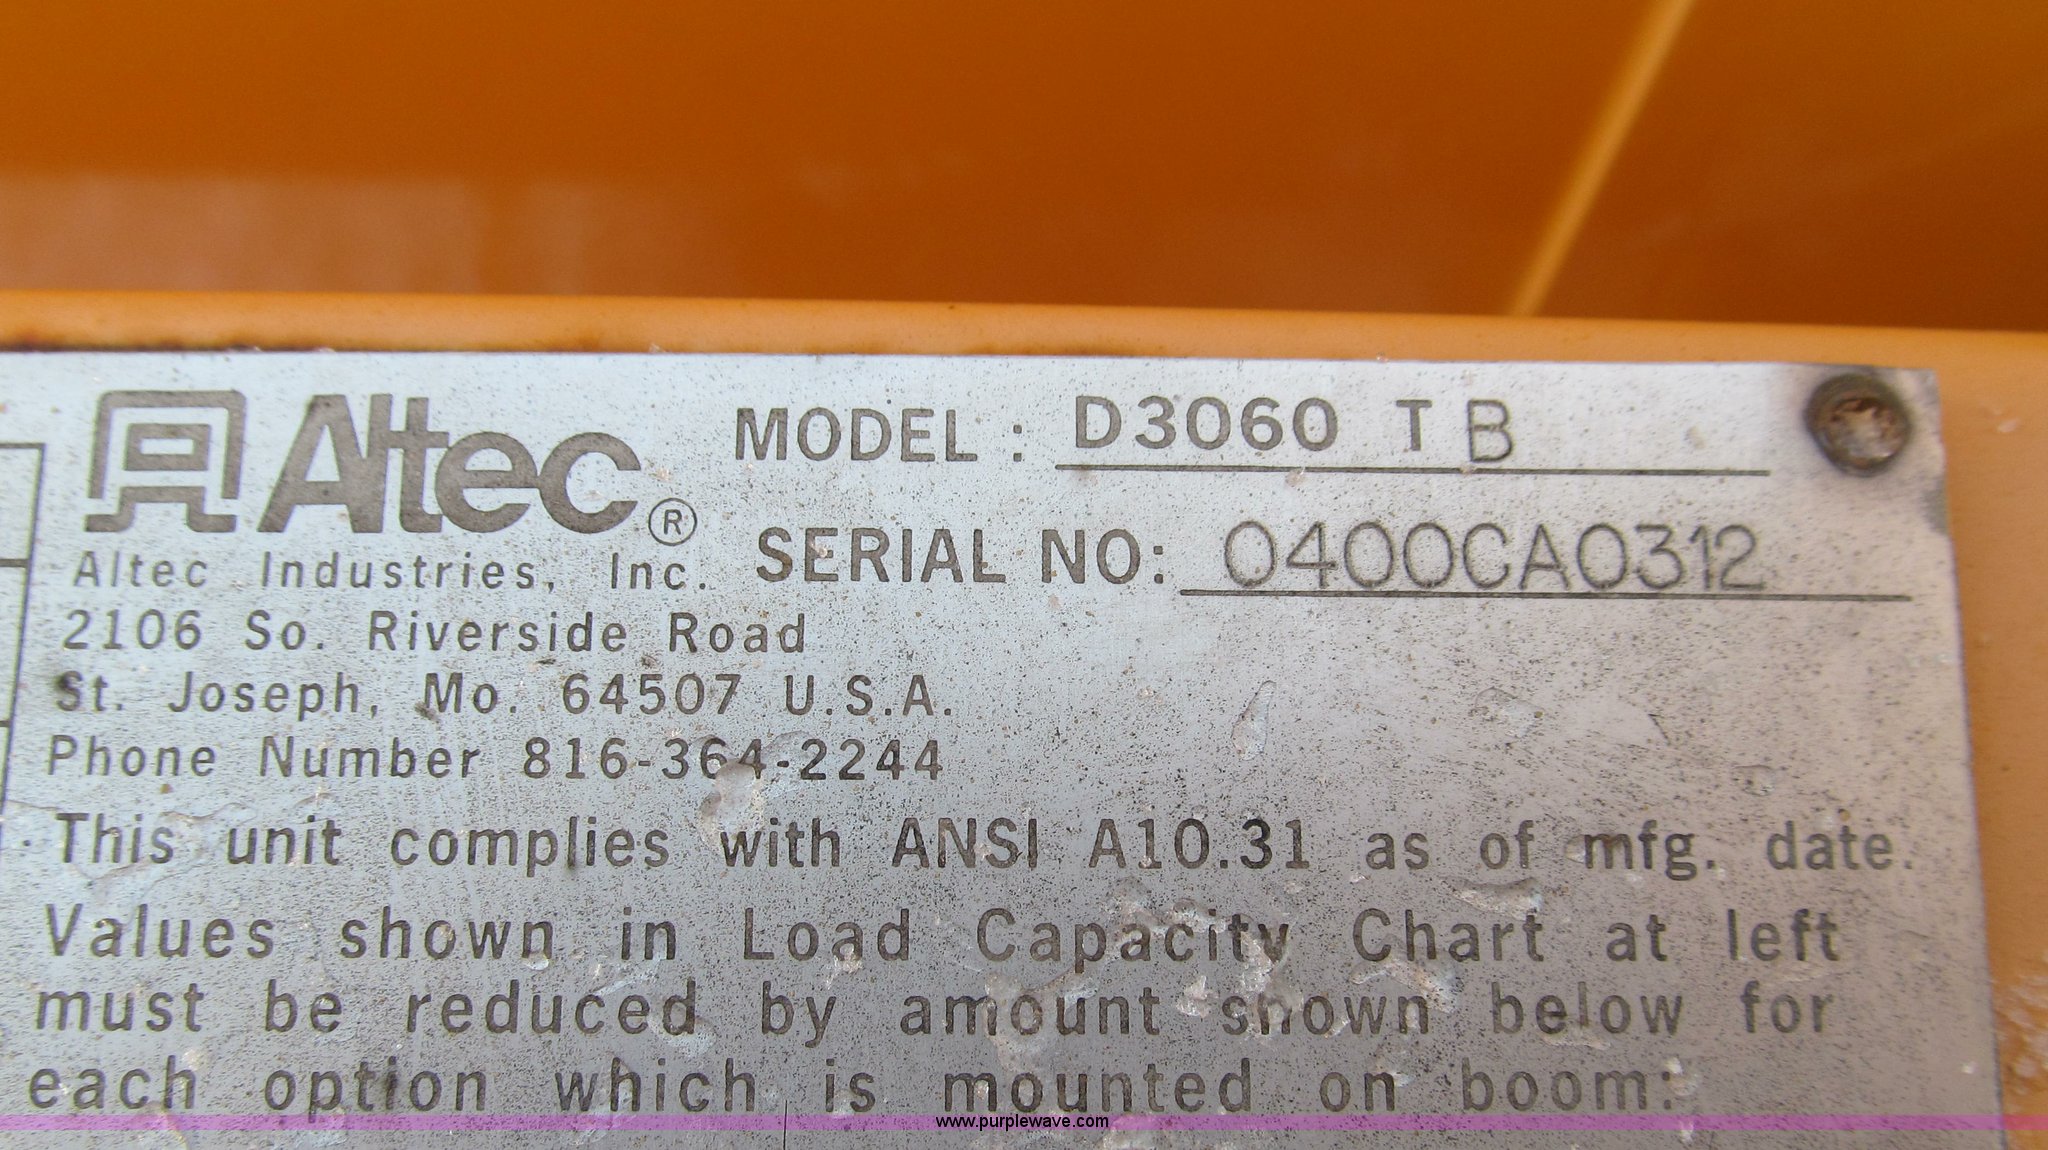 Altec®
MODEL: D3060 TB
SERIAL NO: 0400CA0312
Altec Industries, Inc.
2106 So. Riverside Road
St. Joseph, Mo. 64507 U.S.A.
Phone Number 816-364-2244
This unit complies with ANSI A10.31 as of mfg. date.
Values shown in Load Capacity Chart at left
must be reduced by amount shown below for
each option which is mounted on boom:
www.purplewave.com